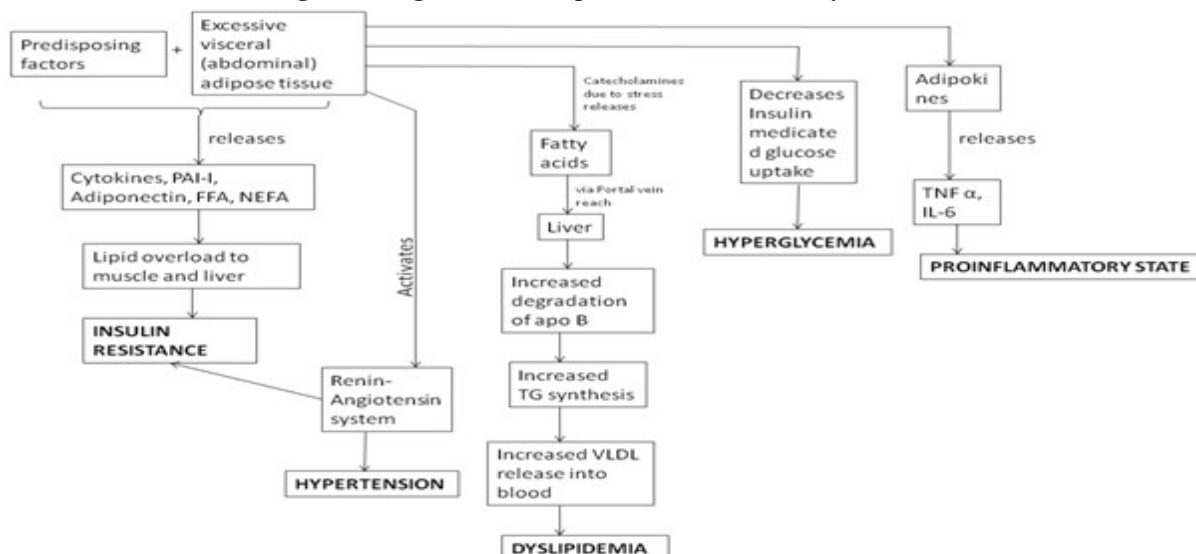 Predisposing
factors
+
Excessive
visceral
(abdominal)
adipose tissue
releases
Cytokines, PAI-I,
Adiponectin, FFA, NEFA
Lipid overload to
muscle and liver
INSULIN
RESISTANCE
Activates
Renin-
Angiotensin
system
HYPERTENSION
Catecholamines
due to stress
releases
Fatty
acids
via Portal vein
reach
Liver
Increased
degradation
of apo B
Increased
TG synthesis
Increased VLDL
release into
blood
DYSLIPIDEMIA
Decreases
Insulin
medicate
d glucose
uptake
HYPERGLYCEMIA
Adipoki
nes
releases
TNF α,
IL-6
PROINFLAMMATORY STATE